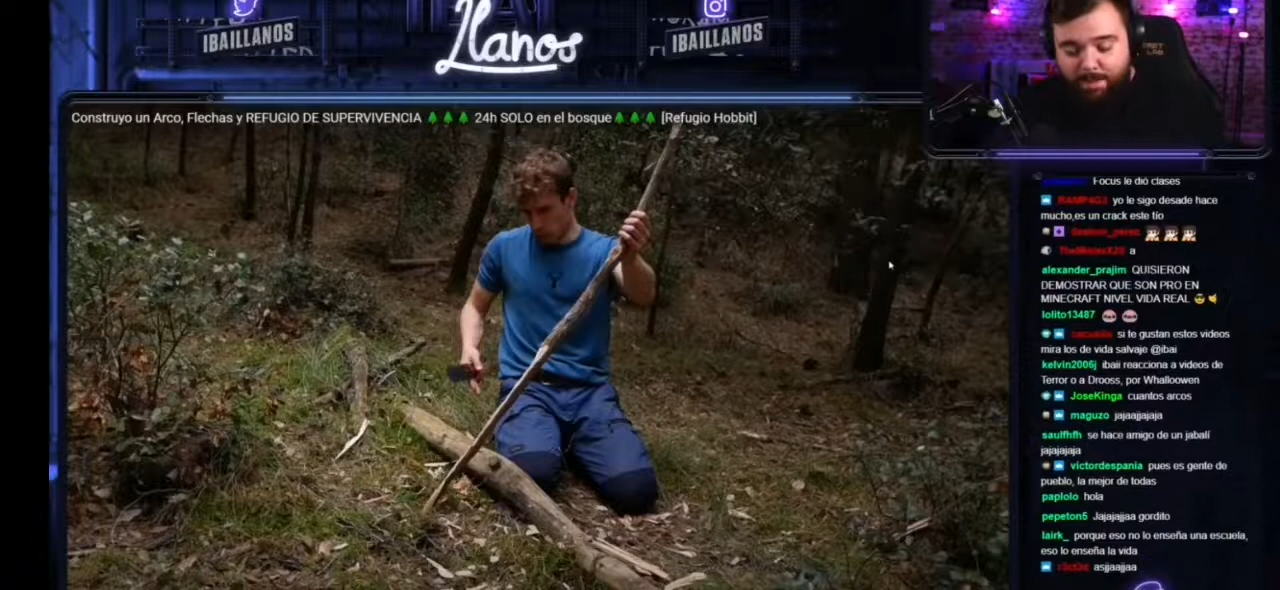 IBAILLANOS
Llanos
IBAILLANOS
Construyo un Arco, Flechas y REFUGIO DE SUPERVIVENCIA 🌲🌲🌲 24h SOLO en el bosque🌲🌲🌲 [Refugio Hobbit]
Focus le dió clases
yo le sigo desade hace
mucho,es un crack este tío
a
alexander_prajim QUISIERON
DEMOSTRAR QUE SON PRO EN
MINECRAFT NIVEL VIDA REAL 😎🤙
lolito13487
si te gustan estos videos
mira los de vida salvaje @ibai
kelvin2006j ibaii reacciona a videos de
Terror o a Drooss, por Whalloowen
JoseKinga cuantos arcos
maguzo jajaajjajaja
saulfhfh se hace amigo de un jabalí
jajajajaja
victordespania pues es gente de
pueblo, la mejor de todas
paplolo hola
pepeton5 Jajajajjaa gordito
lairk_ porque eso no lo enseña una escuela,
eso lo enseña la vida
asjjaajjaa